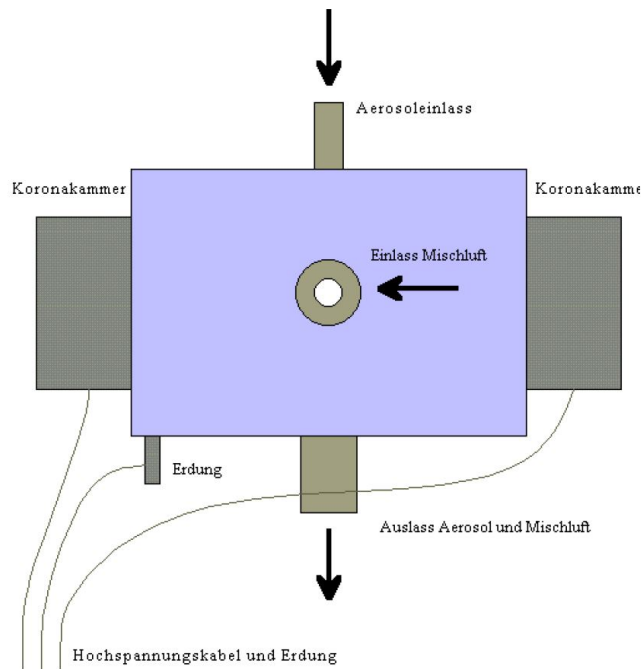 Aerosoleinlass
Koronakammer
Koronakamme
Einlass Mischluft
Erdung
Auslass Aerosol und Mischluft
Hochspannungskabel und Erdung